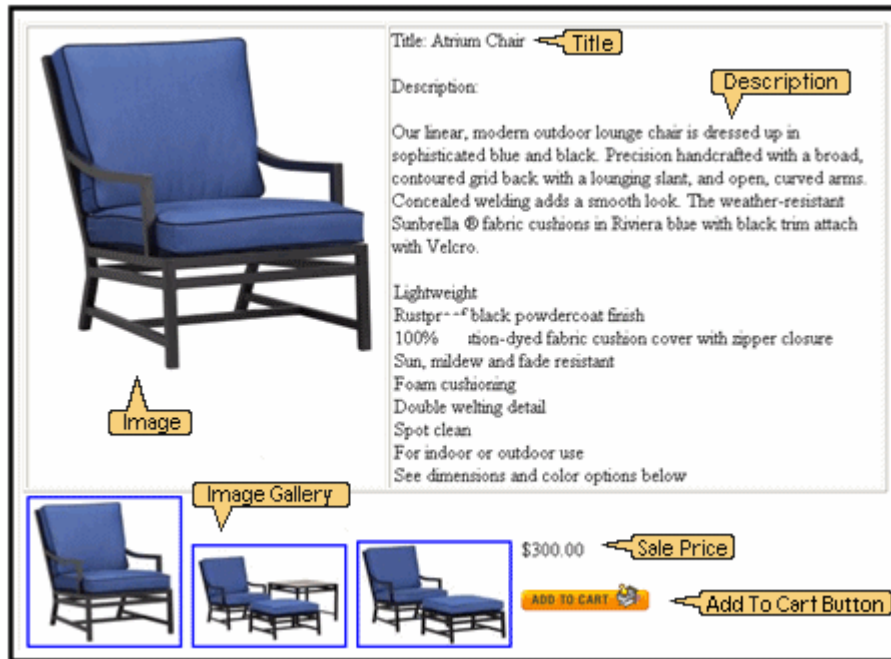 Title: Atrium Chair
Title
Description:
Description
Our linear, modern outdoor lounge chair is dressed up in
sophisticated blue and black. Precision handcrafted with a broad,
contoured grid back with a lounging slant, and open, curved arms.
Concealed welding adds a smooth look. The weather-resistant
Sunbrella ® fabric cushions in Riviera blue with black trim attach
with Velcro.
Lightweight
black powdercoat finish
100% tion-dyed fabric cushion cover with zipper closure
Sun, mildew and fade resistant
Foam cushioning
Double welting detail
Spot clean
For indoor or outdoor use
See dimensions and color options below
Image
Image Gallery
$300.00
Sale Price
ADD TO CART
Add To Cart Button